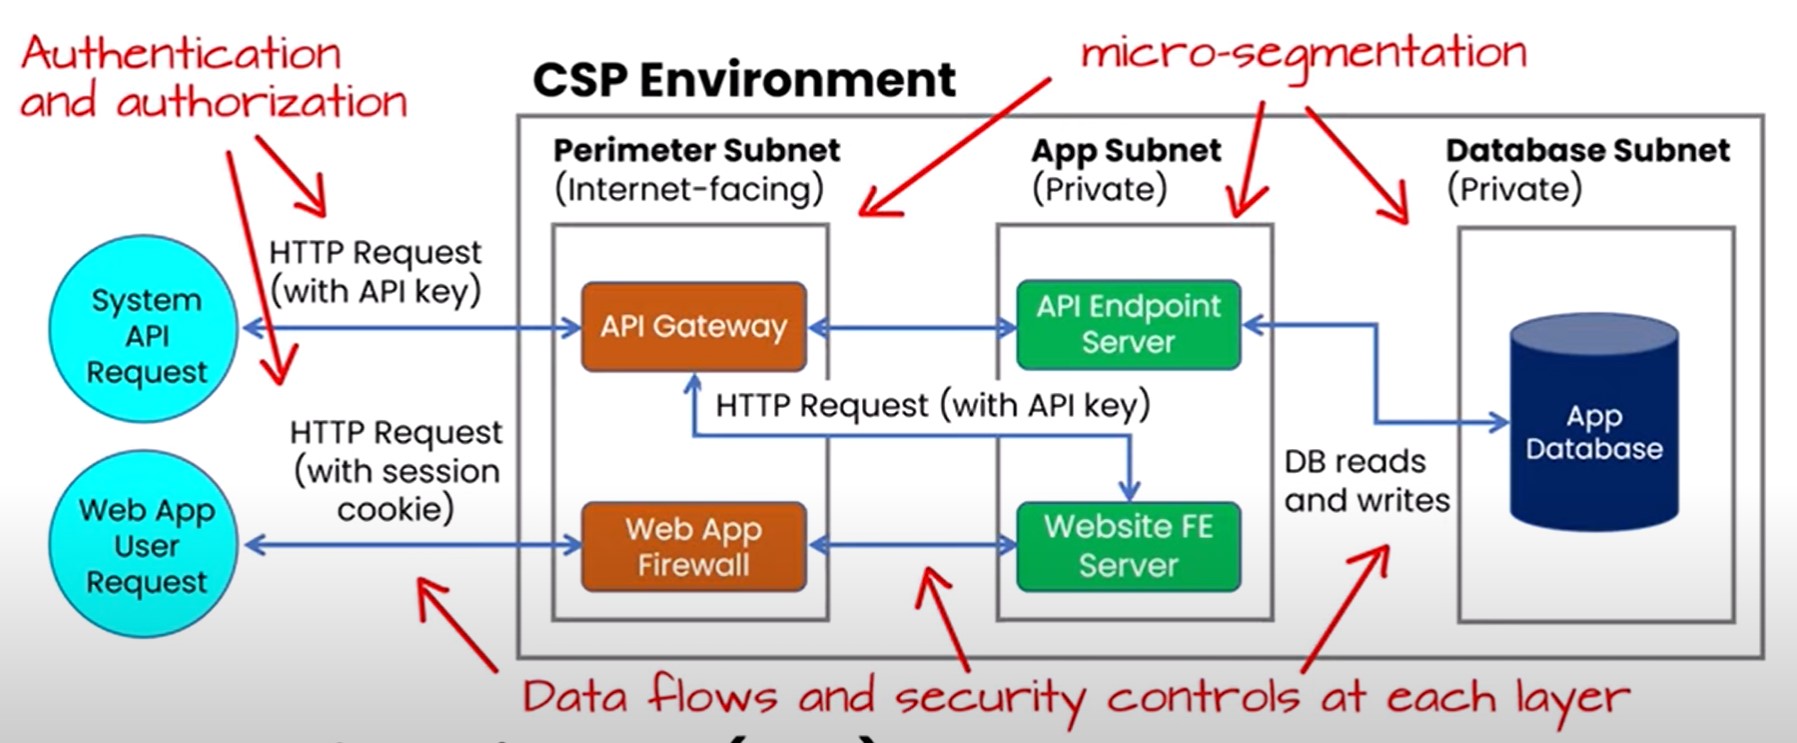 Authentication
and authorization
micro-segmentation
CSP Environment
Perimeter Subnet
(Internet-facing)
App Subnet
(Private)
Database Subnet
(Private)
HTTP Request
(with API key)
System
API
Request
API Gateway
API Endpoint
Server
HTTP Request (with API key)
App
Database
HTTP Request
(with session
cookie)
DB reads
and writes
Web App
User
Request
Web App
Firewall
Website FE
Server
Data flows and security controls at each layer